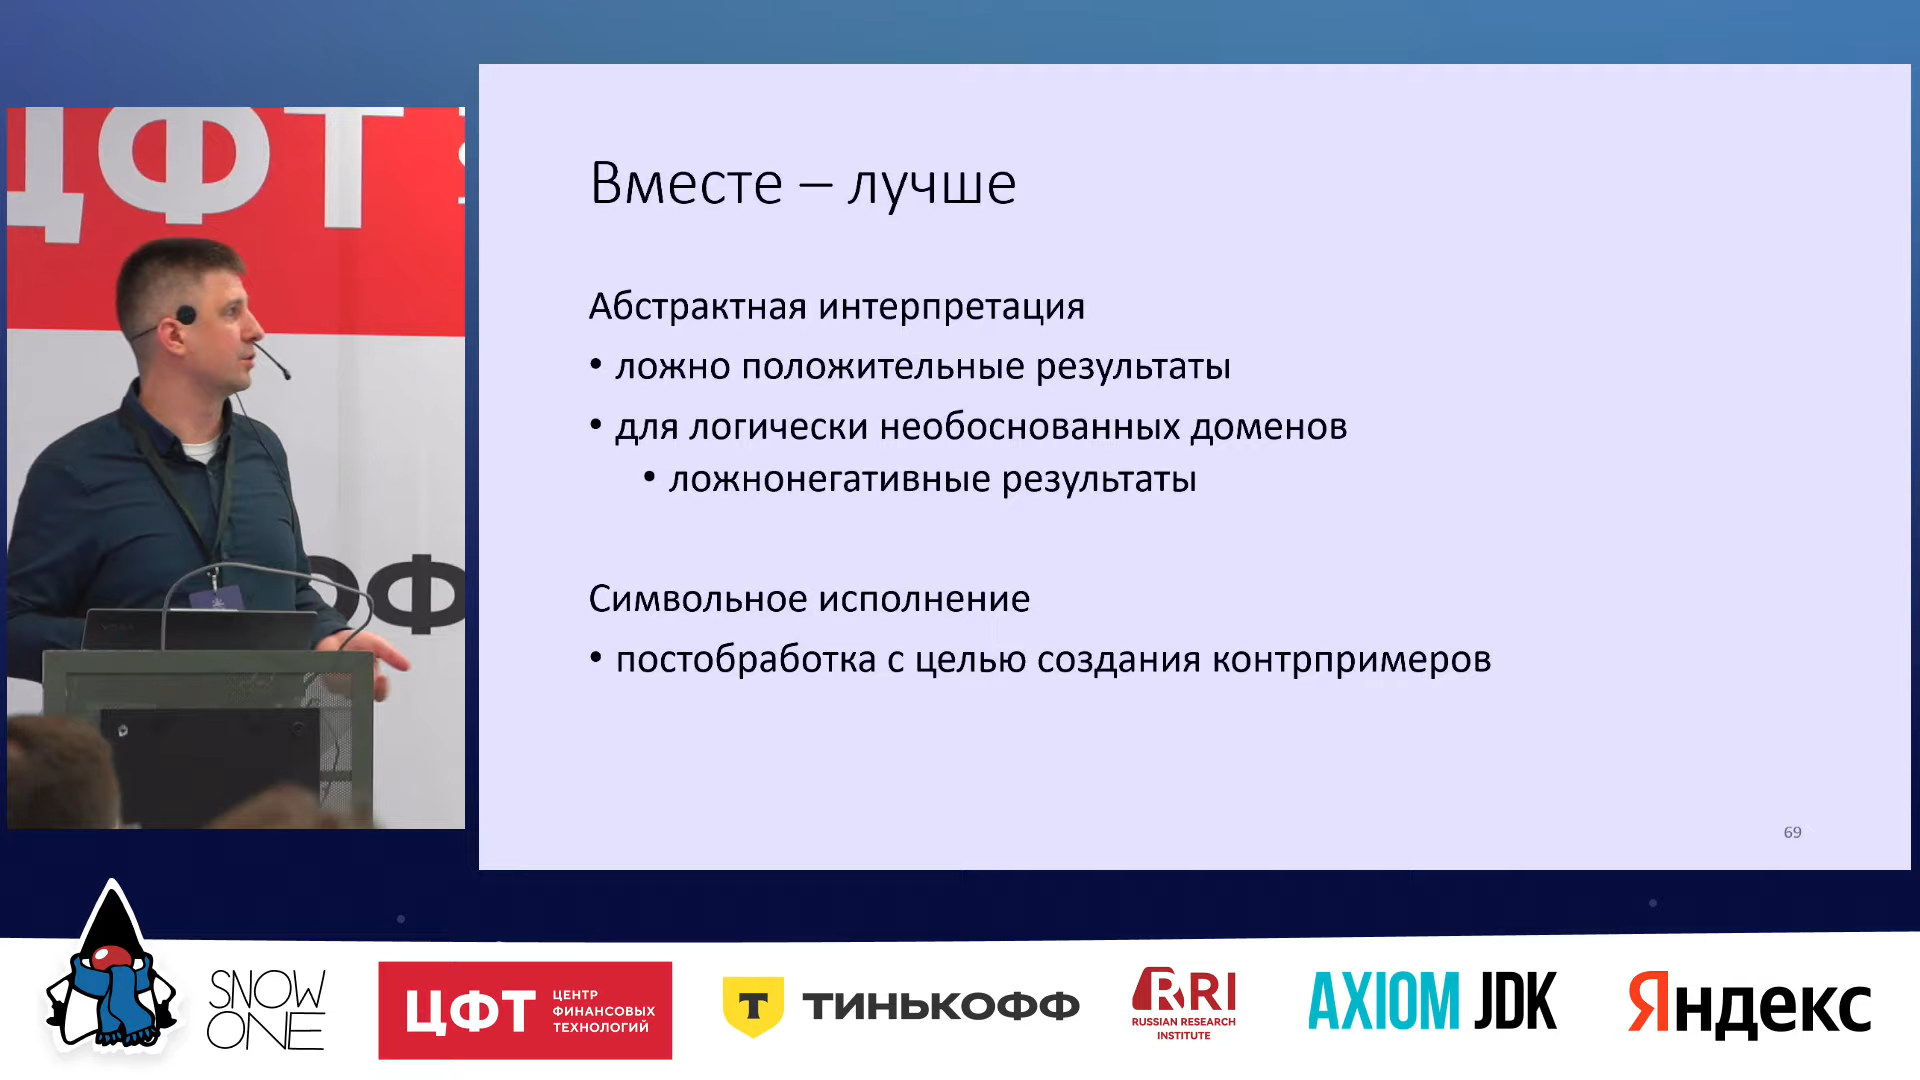 ЦФТ
Вместе – лучше
Абстрактная интерпретация
• ложно положительные результаты
• для логически необоснованных доменов
• ложнонегативные результаты
Символьное исполнение
• постобработка с целью создания контрпримеров
69
SNOW
ONE
ЦФТ
ЦЕНТР
ФИНАНСОВЫХ
ТЕХНОЛОГИЙ
Т
ТИНЬКОФФ
RRI
RUSSIAN RESEARCH
INSTITUTE
AXIOM JDK
Яндекс